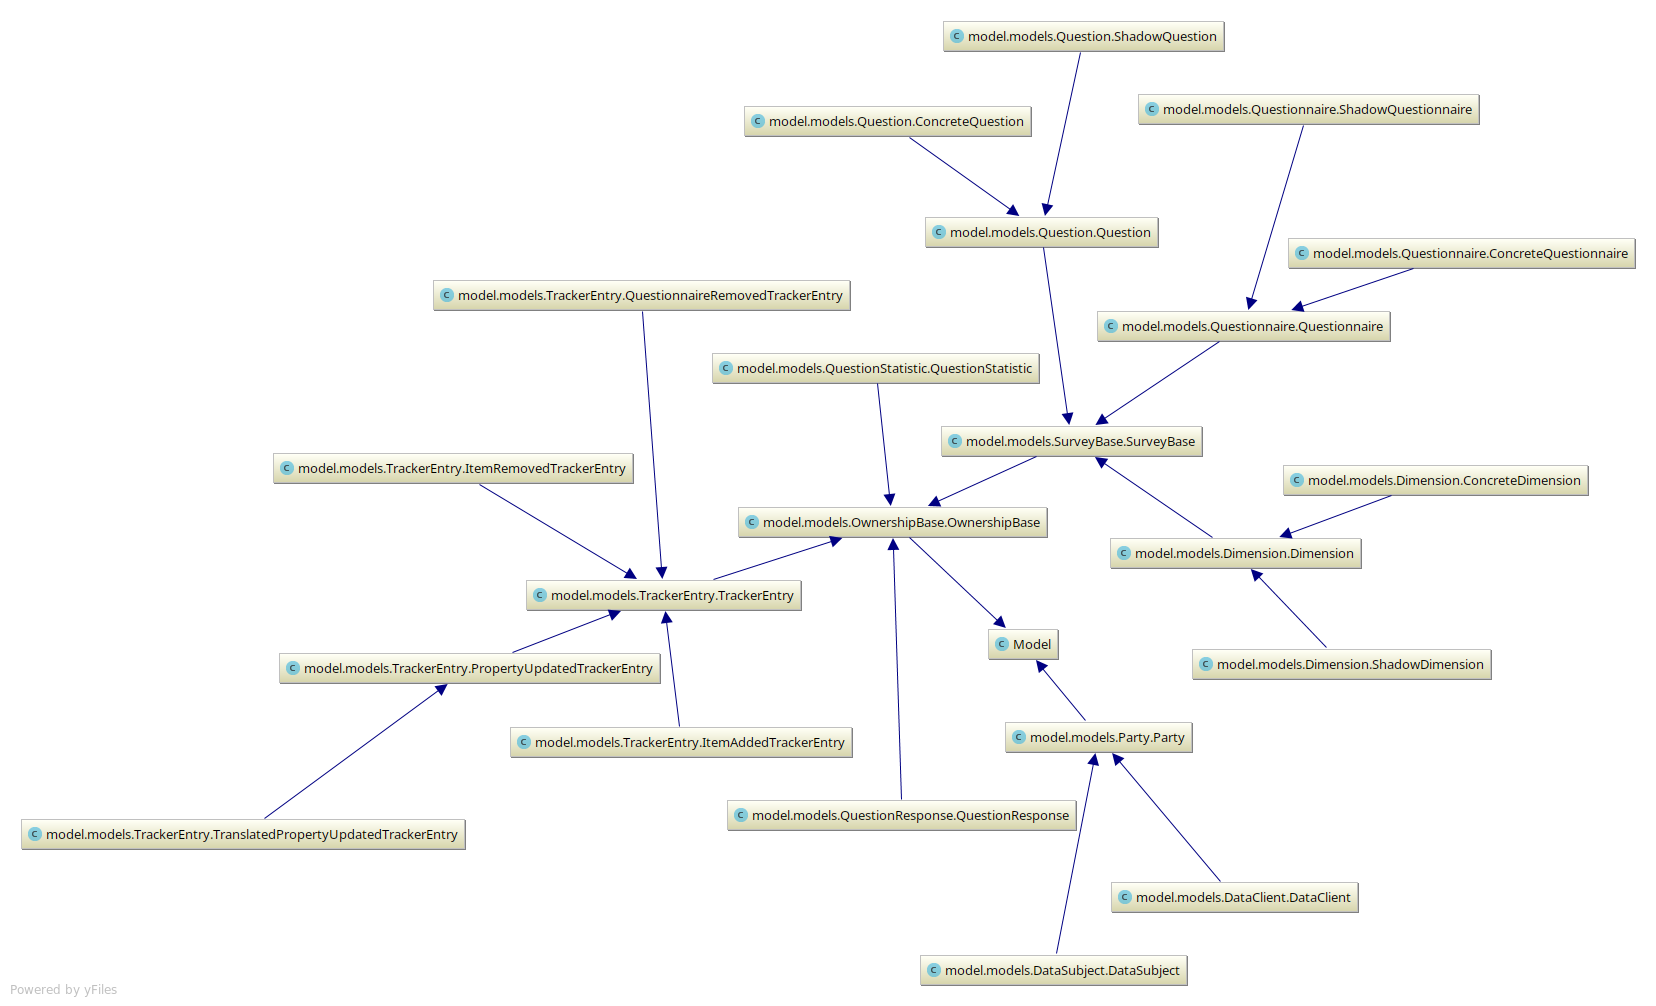 C model.models.Question.ShadowQuestion
C model.models.Questionnaire.ShadowQuestionnaire
C model.models.Question.ConcreteQuestion
C model.models.Question.Question
C model.models.Questionnaire.ConcreteQuestionnaire
C model.models.TrackerEntry.QuestionnaireRemovedTrackerEntry
C model.models.Questionnaire.Questionnaire
C model.models.QuestionStatistic.QuestionStatistic
C model.models.SurveyBase.SurveyBase
C model.models.TrackerEntry.ItemRemovedTrackerEntry
C model.models.Dimension.ConcreteDimension
C model.models.OwnershipBase.OwnershipBase
C model.models.Dimension.Dimension
C model.models.TrackerEntry.TrackerEntry
C Model
C model.models.TrackerEntry.PropertyUpdatedTrackerEntry
C model.models.Dimension.ShadowDimension
C model.models.Party.Party
C model.models.TrackerEntry.ItemAddedTrackerEntry
C model.models.QuestionResponse.QuestionResponse
C model.models.TrackerEntry.TranslatedPropertyUpdatedTrackerEntry
C model.models.DataClient.DataClient
C model.models.DataSubject.DataSubject
Powered by yFiles